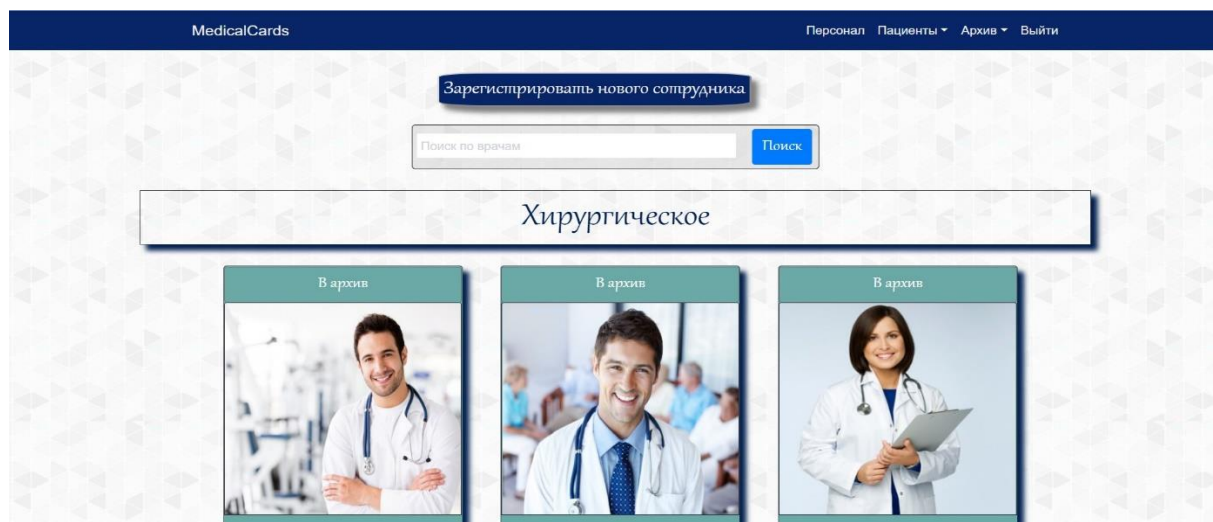 MedicalCards
Персонал Пациенты Архив Выйти
Зарегистрировать нового сотрудника
Поиск по врачам Поиск
Хирургическое
В архив В архив В архив